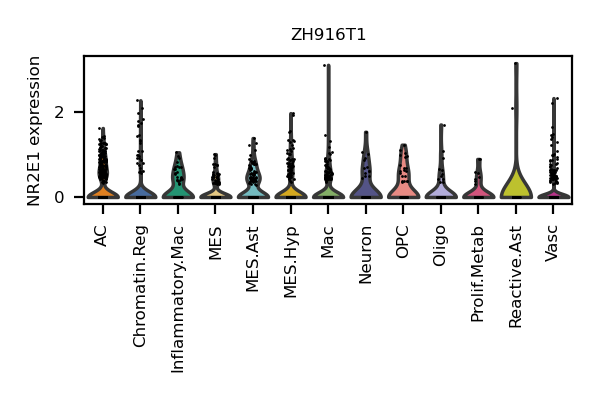 ZH916T1
NR2E1 expression
2
0
AC
Chromatin.Reg
Inflammatory.Mac
MES
MES.Ast
MES.Hyp
Mac
Neuron
OPC
Oligo
Prolif.Metab
Reactive.Ast
Vasc